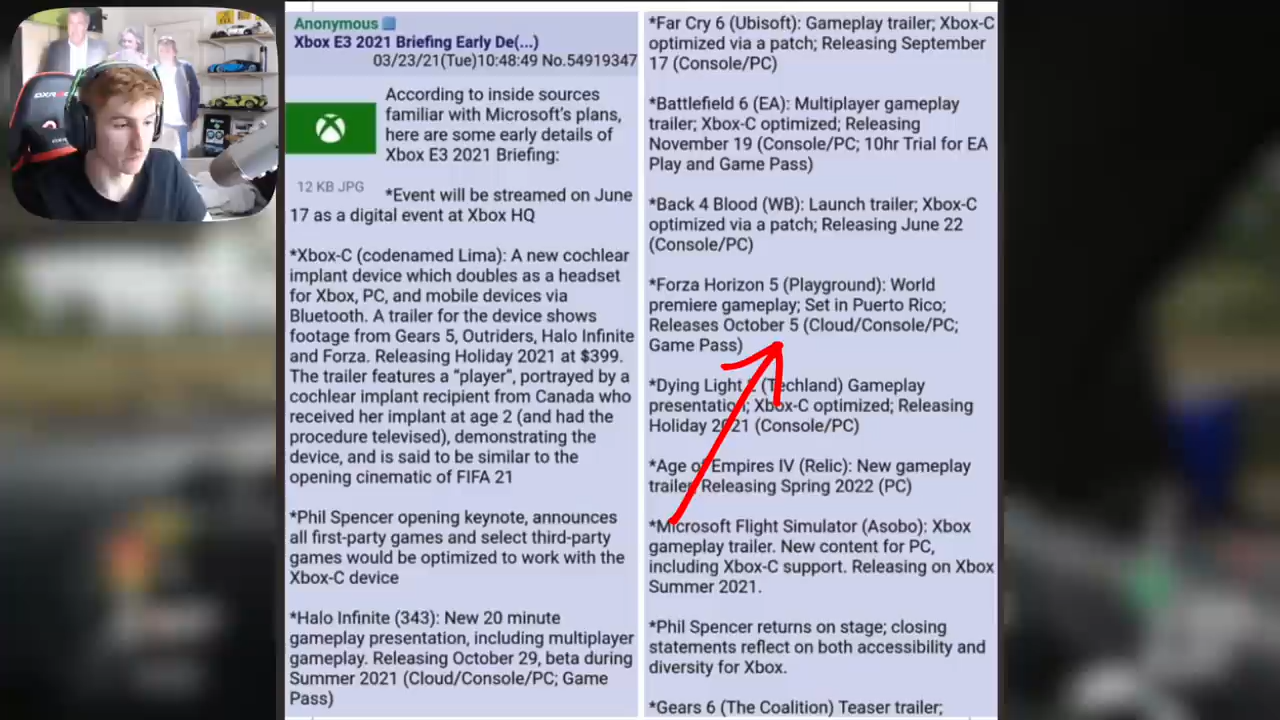 Anonymous
Xbox E3 2021 Briefing Early De(...)
03/23/21(Tue)10:48:49 No.54919347
According to inside sources
familiar with Microsoft's plans,
here are some early details of
Xbox E3 2021 Briefing:
12 KB JPG
*Event will be streamed on June
17 as a digital event at Xbox HQ
*Xbox-C (codenamed Lima): A new cochlear
implant device which doubles as a headset
for Xbox, PC, and mobile devices via
Bluetooth. A trailer for the device shows
footage from Gears 5, Outriders, Halo Infinite
and Forza. Releasing Holiday 2021 at $399.
The trailer features a “player”, portrayed by a
cochlear implant recipient from Canada who
received her implant at age 2 (and had the
procedure televised), demonstrating the
device, and is said to be similar to the
opening cinematic of FIFA 21
*Phil Spencer opening keynote, announces
all first-party games and select third-party
games would be optimized to work with the
Xbox-C device
*Halo Infinite (343): New 20 minute
gameplay presentation, including multiplayer
gameplay. Releasing October 29, beta during
Summer 2021 (Cloud/Console/PC; Game
Pass)
*Far Cry 6 (Ubisoft): Gameplay trailer; Xbox-C
optimized via a patch; Releasing September
17 (Console/PC)
*Battlefield 6 (EA): Multiplayer gameplay
trailer; Xbox-C optimized; Releasing
November 19 (Console/PC; 10hr Trial for EA
Play and Game Pass)
*Back 4 Blood (WB): Launch trailer; Xbox-C
optimized via a patch; Releasing June 22
(Console/PC)
*Forza Horizon 5 (Playground): World
premiere gameplay; Set in Puerto Rico;
Releases October 5 (Cloud/Console/PC;
Game Pass)
*Dying Light 2 (Techland) Gameplay
presentation; Xbox-C optimized; Releasing
Holiday 2021 (Console/PC)
*Age of Empires IV (Relic): New gameplay
trailer; Releasing Spring 2022 (PC)
*Microsoft Flight Simulator (Asobo): Xbox
gameplay trailer. New content for PC,
including Xbox-C support. Releasing on Xbox
Summer 2021.
*Phil Spencer returns on stage; closing
statements reflect on both accessibility and
diversity for Xbox.
*Gears 6 (The Coalition) Teaser trailer;